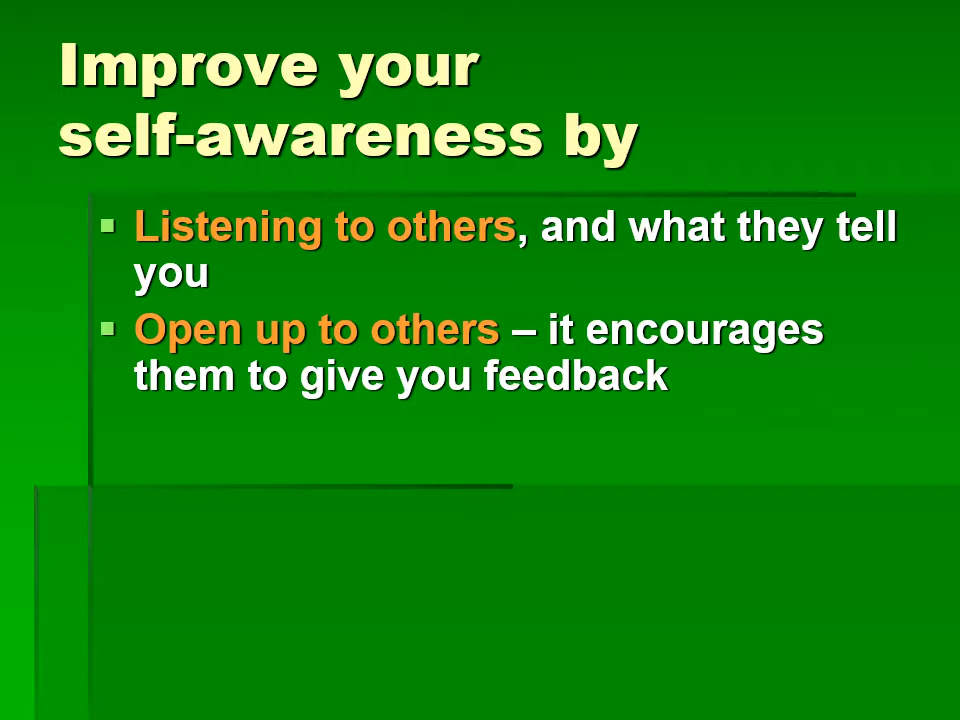 Improve your
self-awareness by
Listening to others, and what they tell
you
Open up to others – it encourages
them to give you feedback